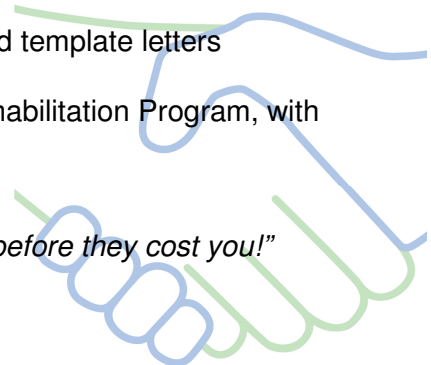 d template letters
habilitation Program, with
before they cost you!”